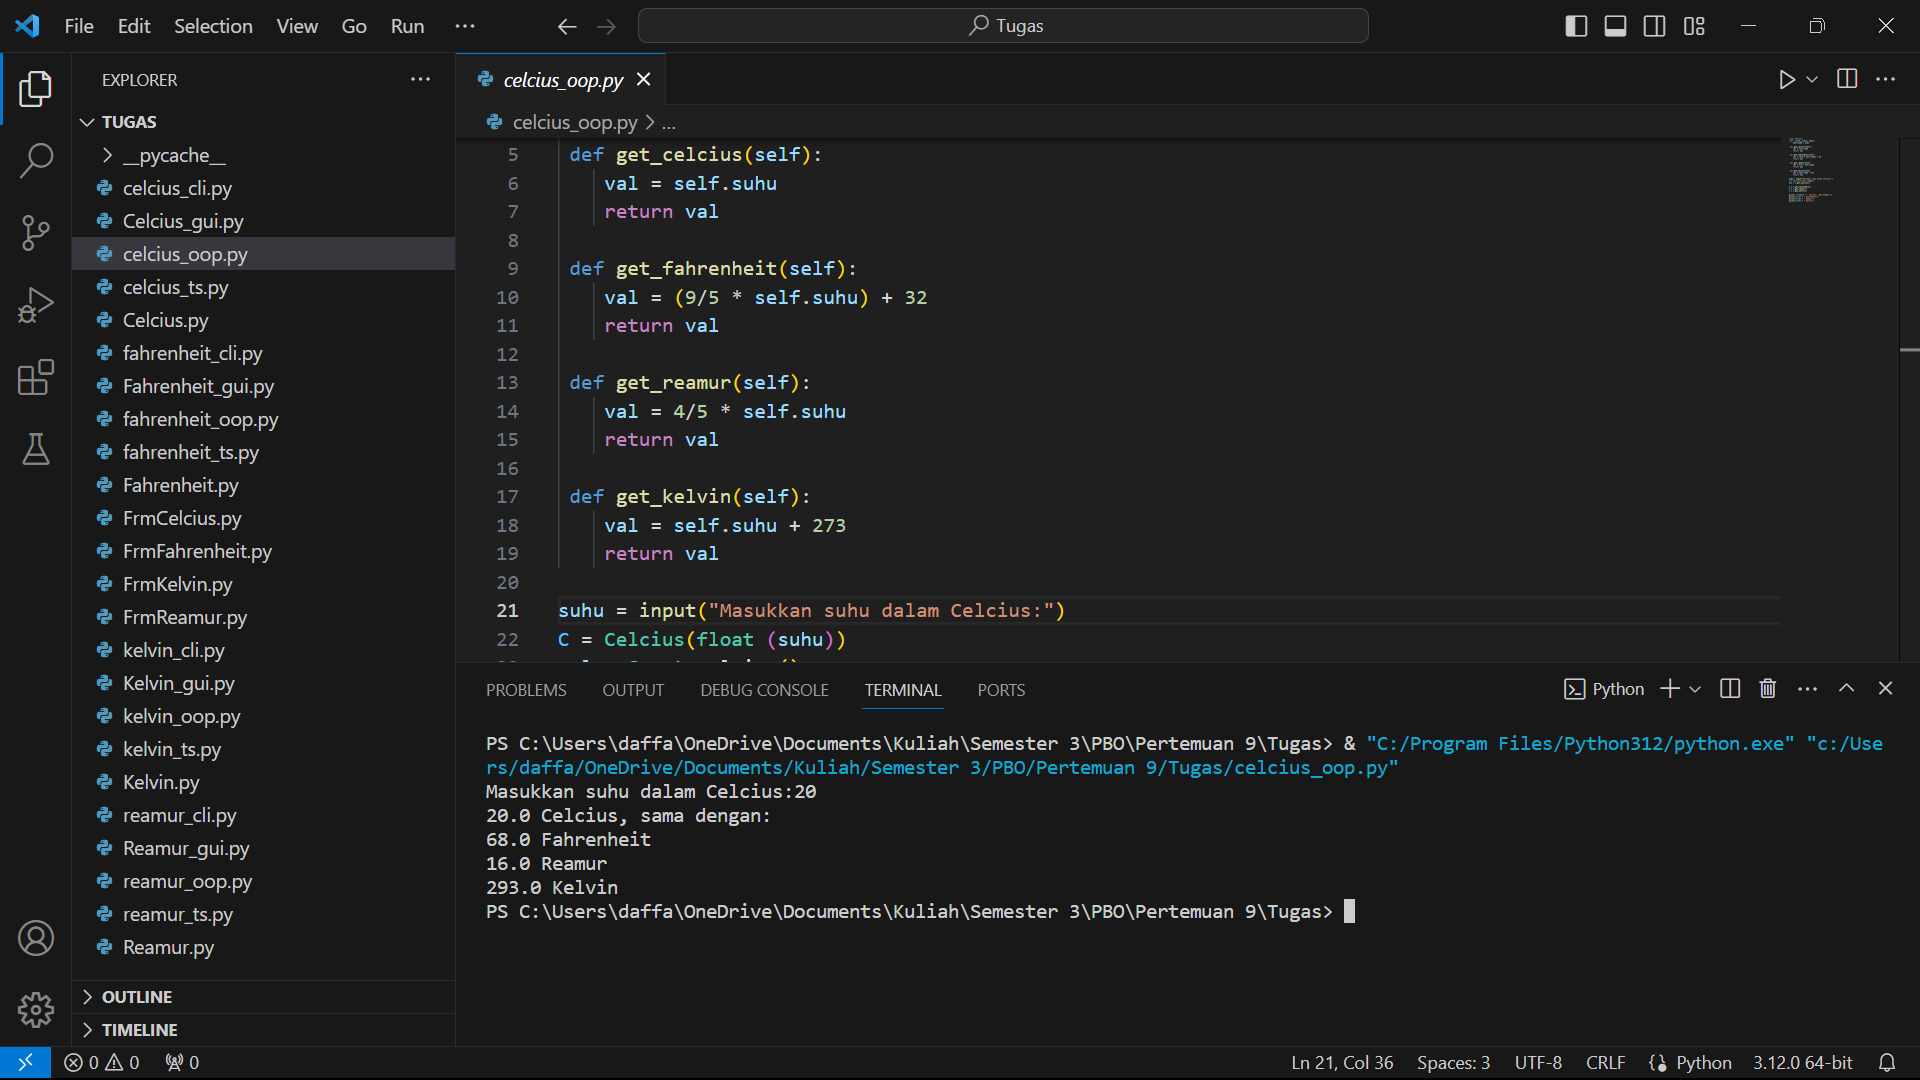 File Edit Selection View Go Run ···
Tugas
EXPLORER
TUGAS
__pycache__
celcius_cli.py
Celcius_gui.py
celcius_oop.py
celcius_ts.py
Celcius.py
fahrenheit_cli.py
Fahrenheit_gui.py
fahrenheit_oop.py
fahrenheit_ts.py
Fahrenheit.py
FrmCelcius.py
FrmFahrenheit.py
FrmKelvin.py
FrmReamur.py
kelvin_cli.py
Kelvin_gui.py
kelvin_oop.py
kelvin_ts.py
Kelvin.py
reamur_cli.py
Reamur_gui.py
reamur_oop.py
reamur_ts.py
Reamur.py
OUTLINE
TIMELINE
celcius_oop.py
celcius_oop.py > ...
5 def get_celcius(self):
6 val = self.suhu
7 return val
8
9 def get_fahrenheit(self):
10 val = (9/5 * self.suhu) + 32
11 return val
12
13 def get_reamur(self):
14 val = 4/5 * self.suhu
15 return val
16
17 def get_kelvin(self):
18 val = self.suhu + 273
19 return val
20
21 suhu = input("Masukkan suhu dalam Celcius:")
22 C = Celcius(float (suhu))
PROBLEMS OUTPUT DEBUG CONSOLE TERMINAL PORTS
Python
PS C:\Users\daffa\OneDrive\Documents\Kuliah\Semester 3\PBO\Pertemuan 9\Tugas> & "C:/Program Files/Python312/python.exe" "c:/Use
rs/daffa/OneDrive/Documents/Kuliah/Semester 3/PBO/Pertemuan 9/Tugas/celcius_oop.py"
Masukkan suhu dalam Celcius:20
20.0 Celcius, sama dengan:
68.0 Fahrenheit
16.0 Reamur
293.0 Kelvin
PS C:\Users\daffa\OneDrive\Documents\Kuliah\Semester 3\PBO\Pertemuan 9\Tugas>
0 0 0
Ln 21, Col 36 Spaces: 3 UTF-8 CRLF Python 3.12.0 64-bit